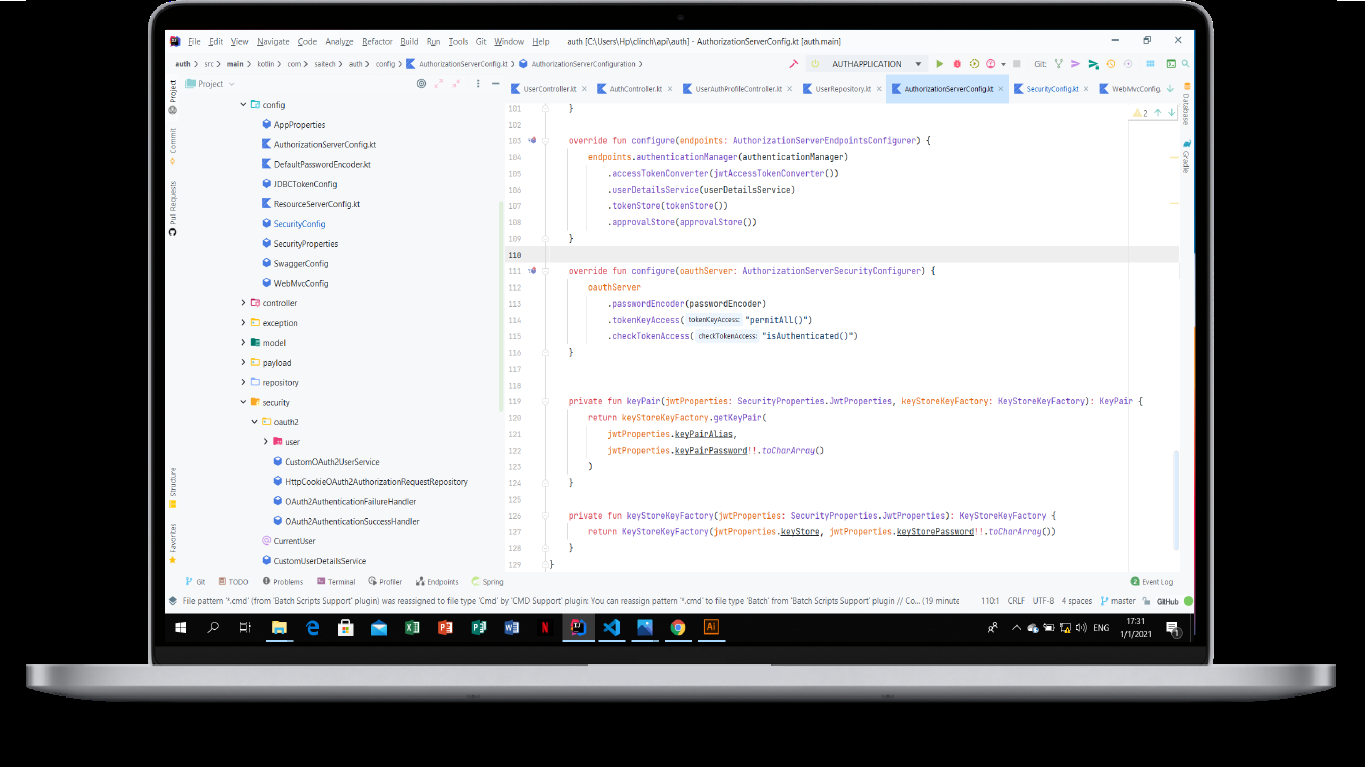 File Edit View Navigate Code Analyze Refactor Build Run Tools Git Window Help auth [C:\Users\Hp\clinch\api\auth] - AuthorizationServerConfig.kt [auth.main]
auth src main kotlin com saitech auth config AuthorizationServerConfig.kt AuthorizationServerConfiguration AUTHAPPLICATION Git:
Project
UserController.kt AuthController.kt UserAuthProfileController.kt UserRepository.kt AuthorizationServerConfig.kt SecurityConfig.kt WebMvcConfig.
Project
Commit
Pull Requests
Structure
Favorites
config
AppProperties
AuthorizationServerConfig.kt
DefaultPasswordEncoder.kt
JDBCTokenConfig
ResourceServerConfig.kt
SecurityConfig
SecurityProperties
SwaggerConfig
WebMvcConfig
controller
exception
model
payload
repository
security
oauth2
user
CustomOAuth2UserService
HttpCookieOAuth2AuthorizationRequestRepository
OAuth2AuthenticationFailureHandler
OAuth2AuthenticationSuccessHandler
CurrentUser
CustomUserDetailsService
101 }
102
103 override fun configure(endpoints: AuthorizationServerEndpointsConfigurer) {
104 endpoints.authenticationManager(authenticationManager)
105 .accessTokenConverter(jwtAccessTokenConverter())
106 .userDetailsService(userDetailsService)
107 .tokenStore(tokenStore())
108 .approvalStore(approvalStore())
109 }
110
111 override fun configure(oauthServer: AuthorizationServerSecurityConfigurer) {
112 oauthServer
113 .passwordEncoder(passwordEncoder)
114 .tokenKeyAccess( tokenKeyAccess: "permitAll()")
115 .checkTokenAccess( checkTokenAccess: "isAuthenticated()")
116 }
117
118
119 private fun keyPair(jwtProperties: SecurityProperties.JwtProperties, keyStoreKeyFactory: KeyStoreKeyFactory): KeyPair {
120 return keyStoreKeyFactory.getKeyPair(
121 jwtProperties.keyPairAlias,
122 jwtProperties.keyPairPassword!!.toCharArray()
123 )
124 }
125
126 private fun keyStoreKeyFactory(jwtProperties: SecurityProperties.JwtProperties): KeyStoreKeyFactory {
127 return KeyStoreKeyFactory(jwtProperties.keyStore, jwtProperties.keyStorePassword!!.toCharArray())
128 }
129 }
2
Database
Gradle
Git TODO Problems Terminal Profiler Endpoints Spring 2 Event Log
File pattern '*.cmd' (from 'Batch Scripts Support' plugin) was reassigned to file type 'Cmd' by 'CMD Support' plugin: You can reassign pattern '*.cmd' to file type 'Batch' from 'Batch Scripts Support' plugin // Co... (19 minute 110:1 CRLF UTF-8 4 spaces master GitHub
N Ai ENG 17:31
1/1/2021 1